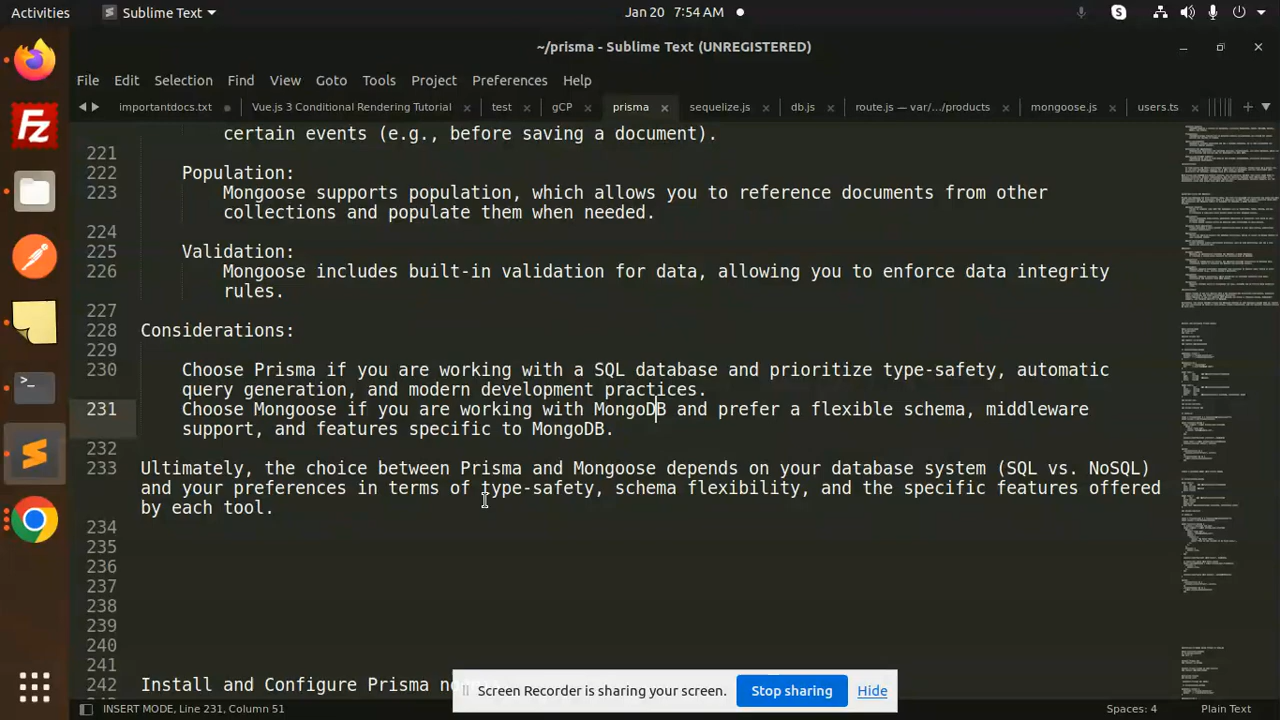 Activities
Sublime Text
Jan 20 7:54 AM
~/prisma - Sublime Text (UNREGISTERED)
File Edit Selection Find View Goto Tools Project Preferences Help
importantdocs.txt Vue.js 3 Conditional Rendering Tutorial test gCP prisma sequelize.js db.js route.js — var/.../products mongoose.js users.ts
certain events (e.g., before saving a document).
221
222 Population:
223 Mongoose supports population, which allows you to reference documents from other
collections and populate them when needed.
224
225 Validation:
226 Mongoose includes built-in validation for data, allowing you to enforce data integrity
rules.
227
228 Considerations:
229
230 Choose Prisma if you are working with a SQL database and prioritize type-safety, automatic
query generation, and modern development practices.
231 Choose Mongoose if you are working with MongoDB and prefer a flexible schema, middleware
support, and features specific to MongoDB.
232
233 Ultimately, the choice between Prisma and Mongoose depends on your database system (SQL vs. NoSQL)
and your preferences in terms of type-safety, schema flexibility, and the specific features offered
by each tool.
234
235
236
237
238
239
240
241
242 Install and Configure Prisma
Screen Recorder is sharing your screen. Stop sharing Hide
INSERT MODE, Line 231, Column 51
Spaces: 4
Plain Text